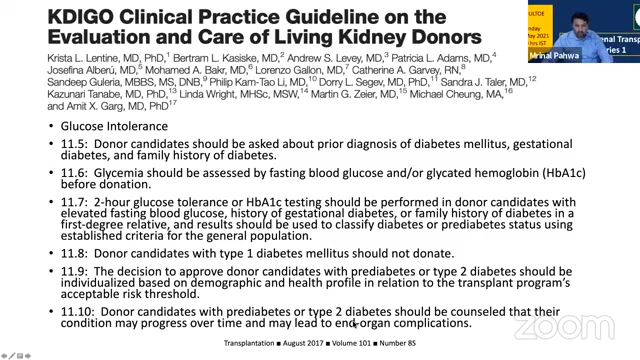 KDIGO Clinical Practice Guideline on the
Evaluation and Care of Living Kidney Donors
Krista L. Lentine, MD, PhD,1 Bertram L. Kasiske, MD,2 Andrew S. Levey, MD,3 Patricia L. Adams, MD,4
Josefina Alberú, MD,5 Mohamed A. Bakr, MD,6 Lorenzo Gallon, MD,7 Catherine A. Garvey, RN,8
Sandeep Guleria, MBBS, MS, DNB,9 Philip Kam-Tao Li, MD,10 Dorry L. Segev, MD,11 Sandra J. Taler, MD,12
Kazunari Tanabe, MD, PhD,13 Linda Wright, MHSc, MSW,14 Martin G. Zeier, MD,15 Michael Cheung, MA,16
and Amit X. Garg, MD, PhD17
ULTOE
May 2021
Mrinal Pahwa
• Glucose Intolerance
• 11.5: Donor candidates should be asked about prior diagnosis of diabetes mellitus, gestational
diabetes, and family history of diabetes.
• 11.6: Glycemia should be assessed by fasting blood glucose and/or glycated hemoglobin (HbA1c)
before donation.
• 11.7: 2-hour glucose tolerance or HbA1c testing should be performed in donor candidates with
elevated fasting blood glucose, history of gestational diabetes, or family history of diabetes in a
first-degree relative, and results should be used to classify diabetes or prediabetes status using
established criteria for the general population.
• 11.8: Donor candidates with type 1 diabetes mellitus should not donate.
• 11.9: The decision to approve donor candidates with prediabetes or type 2 diabetes should be
individualized based on demographic and health profile in relation to the transplant program's
acceptable risk threshold.
• 11.10: Donor candidates with prediabetes or type 2 diabetes should be counseled that their
condition may progress over time and may lead to end-organ complications.
zoom
Transplantation ■ August 2017 ■ Volume 101 ■ Number 8S